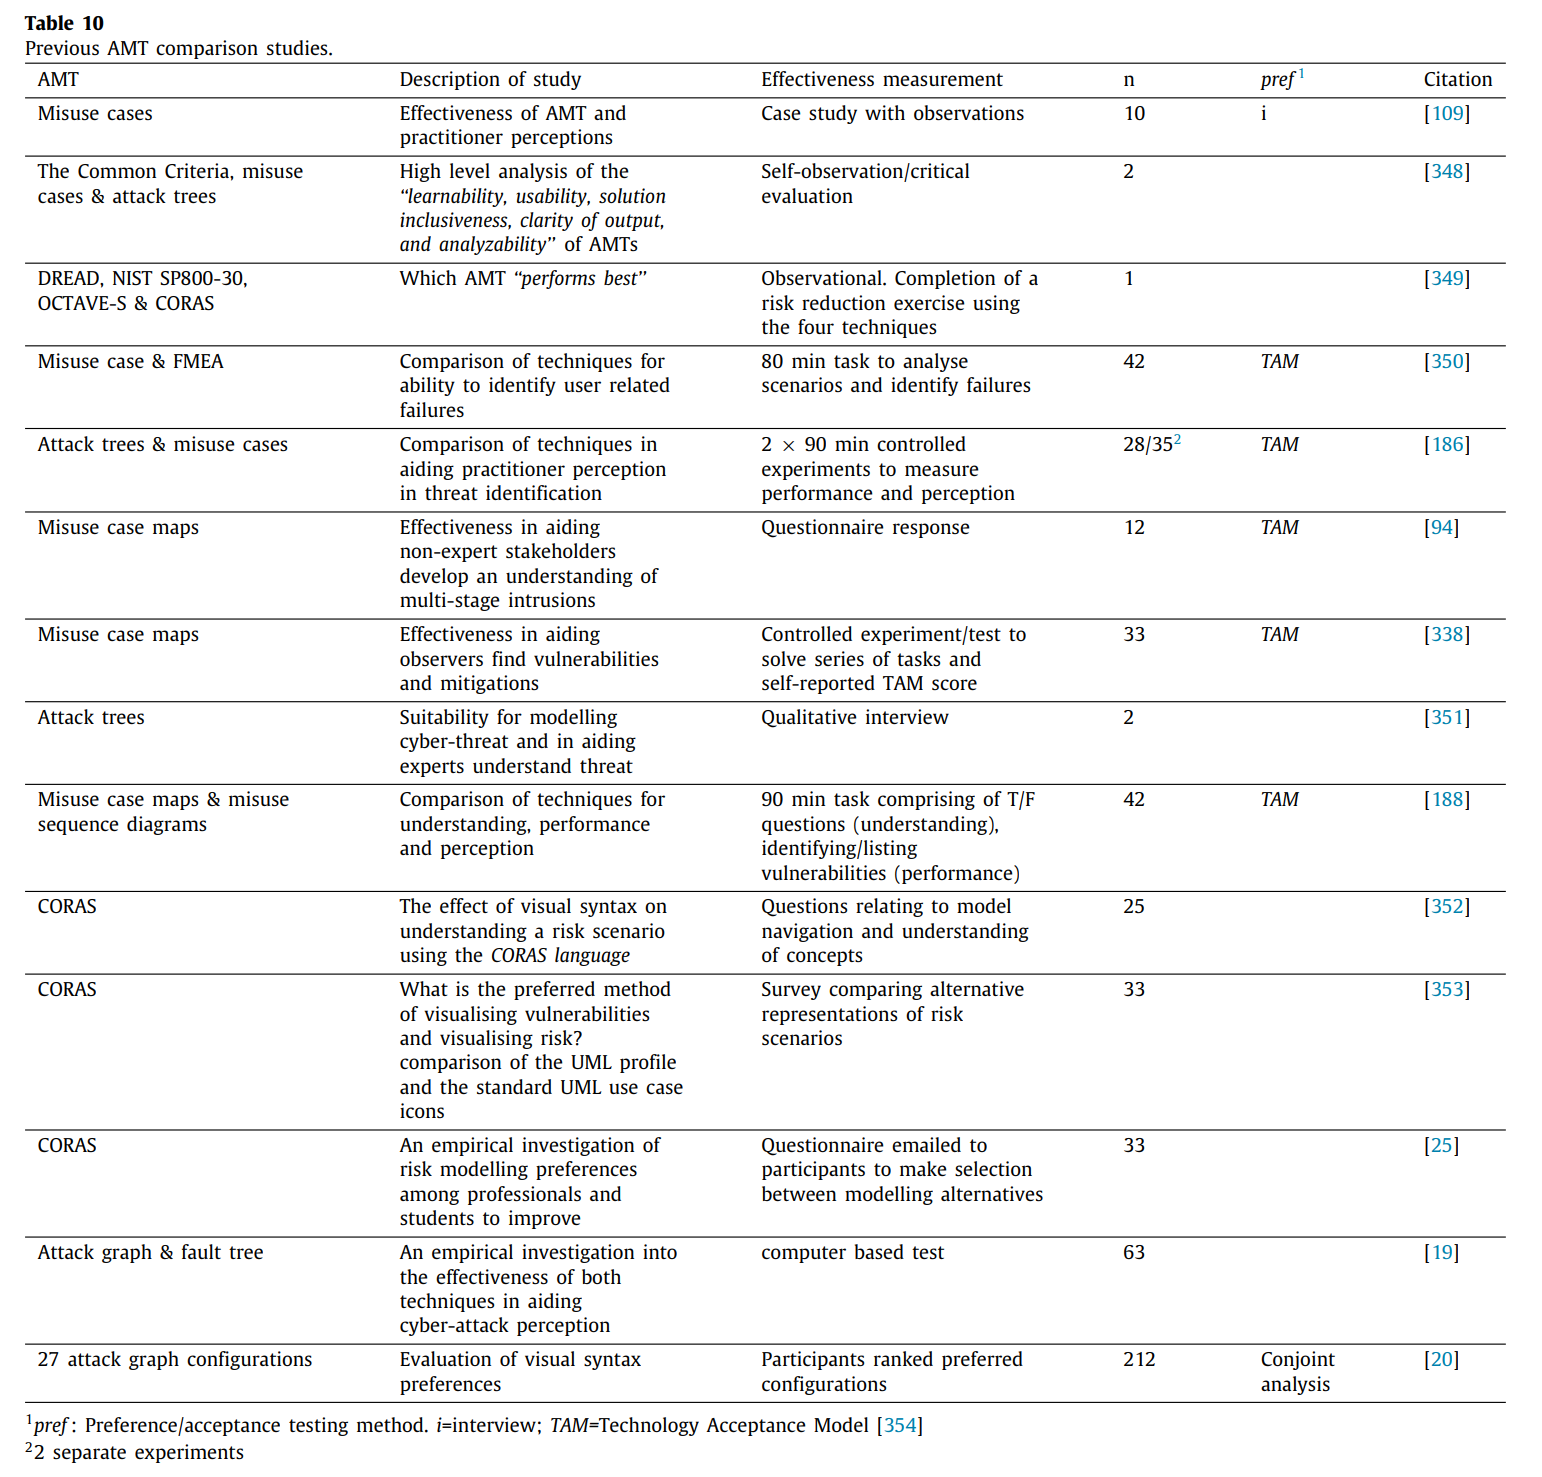 Table 10
Previous AMT comparison studies.
AMT Description of study Effectiveness measurement n pref1 Citation
Misuse cases Effectiveness of AMT and Case study with observations 10 i [109]
practitioner perceptions
The Common Criteria, misuse High level analysis of the Self-observation/critical 2 [348]
cases & attack trees “learnability, usability, solution evaluation
inclusiveness, clarity of output,
and analyzability” of AMTs
DREAD, NIST SP800-30, Which AMT “performs best” Observational. Completion of a 1 [349]
OCTAVE-S & CORAS risk reduction exercise using
the four techniques
Misuse case & FMEA Comparison of techniques for 80 min task to analyse 42 TAM [350]
ability to identify user related scenarios and identify failures
failures
Attack trees & misuse cases Comparison of techniques in 2 × 90 min controlled 28/352 TAM [186]
aiding practitioner perception experiments to measure
in threat identification performance and perception
Misuse case maps Effectiveness in aiding Questionnaire response 12 TAM [94]
non-expert stakeholders
develop an understanding of
multi-stage intrusions
Misuse case maps Effectiveness in aiding Controlled experiment/test to 33 TAM [338]
observers find vulnerabilities solve series of tasks and
and mitigations self-reported TAM score
Attack trees Suitability for modelling Qualitative interview 2 [351]
cyber-threat and in aiding
experts understand threat
Misuse case maps & misuse Comparison of techniques for 90 min task comprising of T/F 42 TAM [188]
sequence diagrams understanding, performance questions (understanding),
and perception identifying/listing
vulnerabilities (performance)
CORAS The effect of visual syntax on Questions relating to model 25 [352]
understanding a risk scenario navigation and understanding
using the CORAS language of concepts
CORAS What is the preferred method Survey comparing alternative 33 [353]
of visualising vulnerabilities representations of risk
and visualising risk? scenarios
comparison of the UML profile
and the standard UML use case
icons
CORAS An empirical investigation of Questionnaire emailed to 33 [25]
risk modelling preferences participants to make selection
among professionals and between modelling alternatives
students to improve
Attack graph & fault tree An empirical investigation into computer based test 63 [19]
the effectiveness of both
techniques in aiding
cyber-attack perception
27 attack graph configurations Evaluation of visual syntax Participants ranked preferred 212 Conjoint [20]
preferences configurations analysis
1pref: Preference/acceptance testing method. i=interview; TAM=Technology Acceptance Model [354]
22 separate experiments